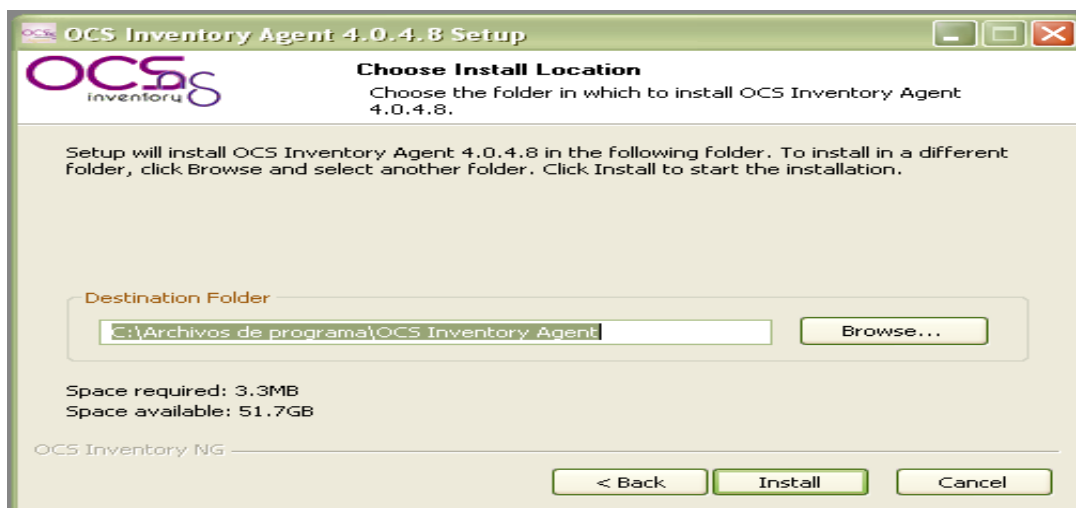 OCS Inventory Agent 4.0.4.8 Setup
OCS
NG
inventory
Choose Install Location
Choose the folder in which to install OCS Inventory Agent
4.0.4.8.
Setup will install OCS Inventory Agent 4.0.4.8 in the following folder. To install in a different
folder, click Browse and select another folder. Click Install to start the installation.
Destination Folder
C:\Archivos de programa\OCS Inventory Agent
Browse...
Space required: 3.3MB
Space available: 51.7GB
OCS Inventory NG
< Back
Install
Cancel